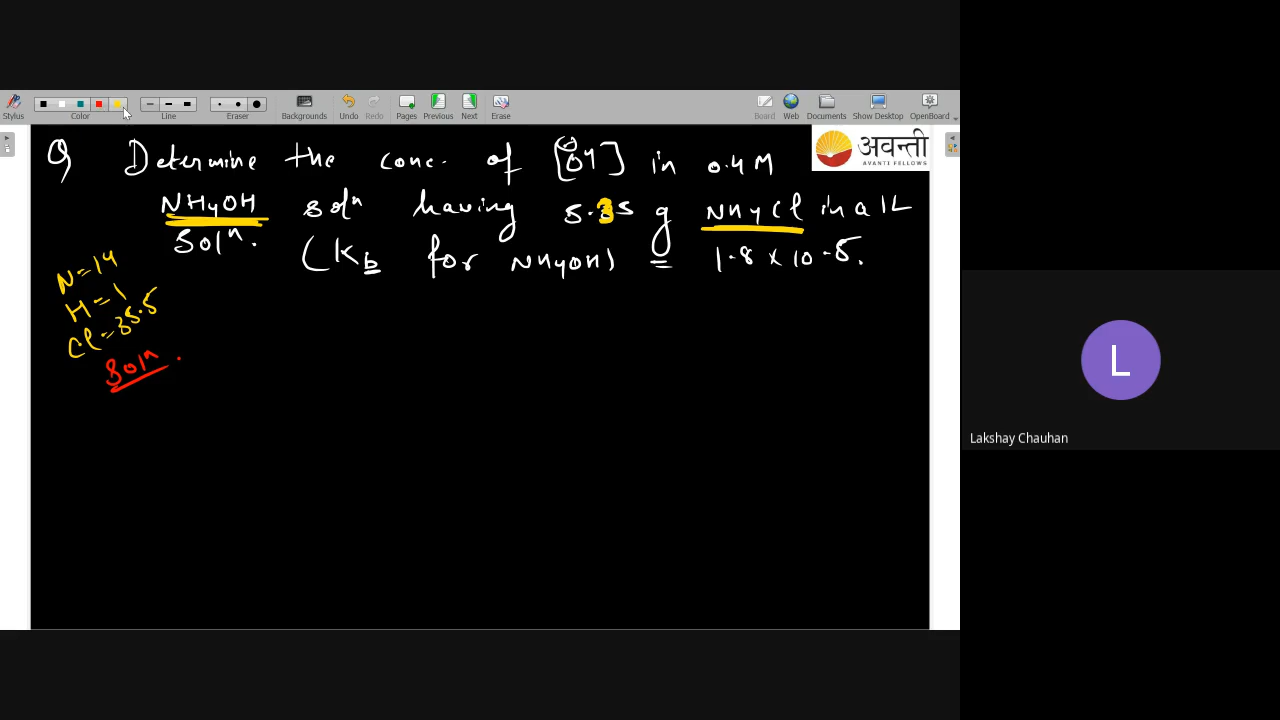 Stylus
Color
Line
Eraser
Backgrounds
Undo
Redo
Pages
Previous
Next
Erase
Board
Web
Documents
Show Desktop
OpenBoard
अवन्ती
AVANTI FELLOWS
Q Determine the conc. of [OH] in 0.4 M
NH4OH solⁿ having 5.35 g NH4Cl in a 1L
Solⁿ. (Kb for NH4OH) = 1.8 x 10-5.
N=14
H=1
Cl=35.5
Solⁿ.
L
Lakshay Chauhan